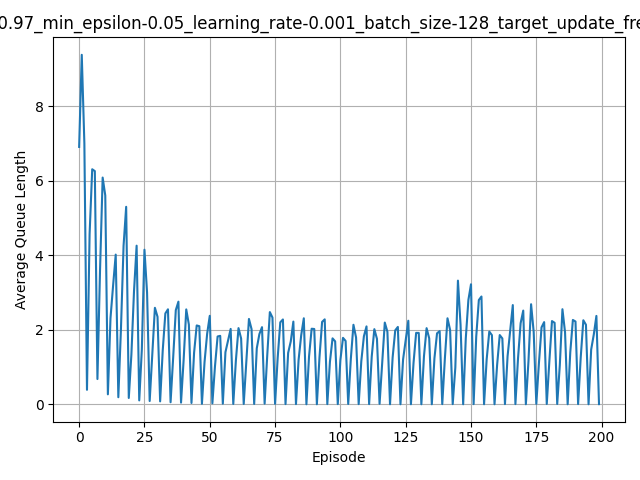 0.97_min_epsilon-0.05_learning_rate-0.001_batch_size-128_target_update_fre
Average Queue Length
8
6
4
2
0
0 25 50 75 100 125 150 175 200
Episode